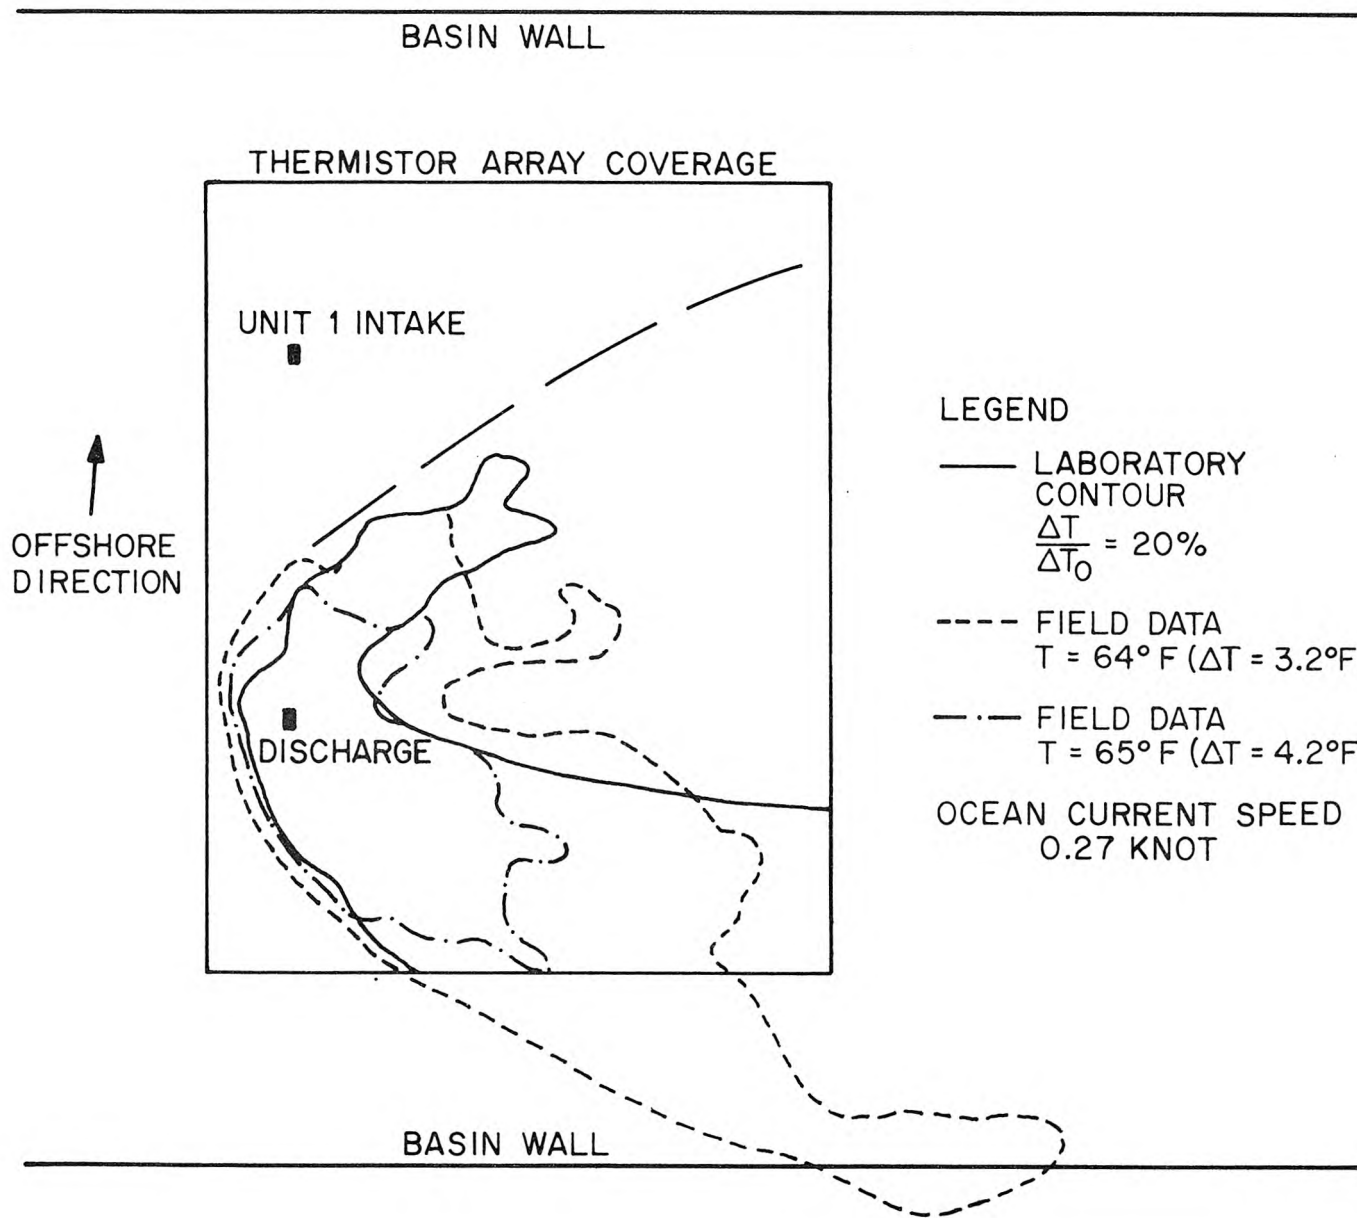 BASIN WALL
THERMISTOR ARRAY COVERAGE
UNIT 1 INTAKE
OFFSHORE
DIRECTION
DISCHARGE
LEGEND
LABORATORY
CONTOUR
ΔT
ΔT₀ = 20%
FIELD DATA
T = 64° F (ΔT = 3.2°F
FIELD DATA
T = 65° F (ΔT = 4.2°F
OCEAN CURRENT SPEED
0.27 KNOT
BASIN WALL